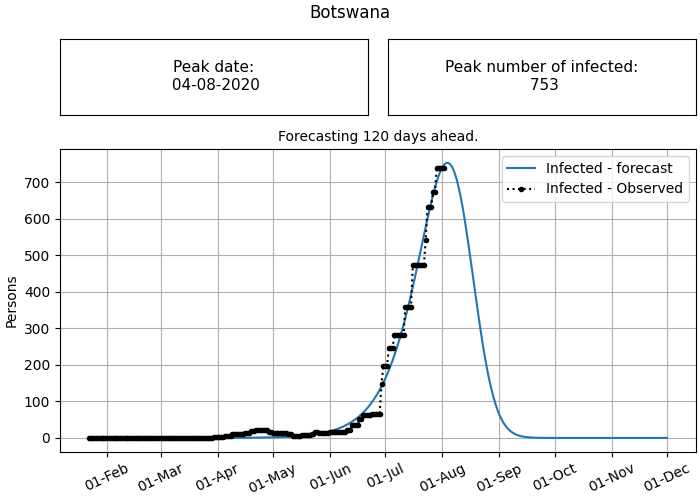 Botswana
Peak date:
04-08-2020
Peak number of infected:
753
Forecasting 120 days ahead.
Infected - forecast
Infected - Observed
Persons
700
600
500
400
300
200
100
0
01-Feb
01-Mar
01-Apr
01-May
01-Jun
01-Jul
01-Aug
01-Sep
01-Oct
01-Nov
01-Dec